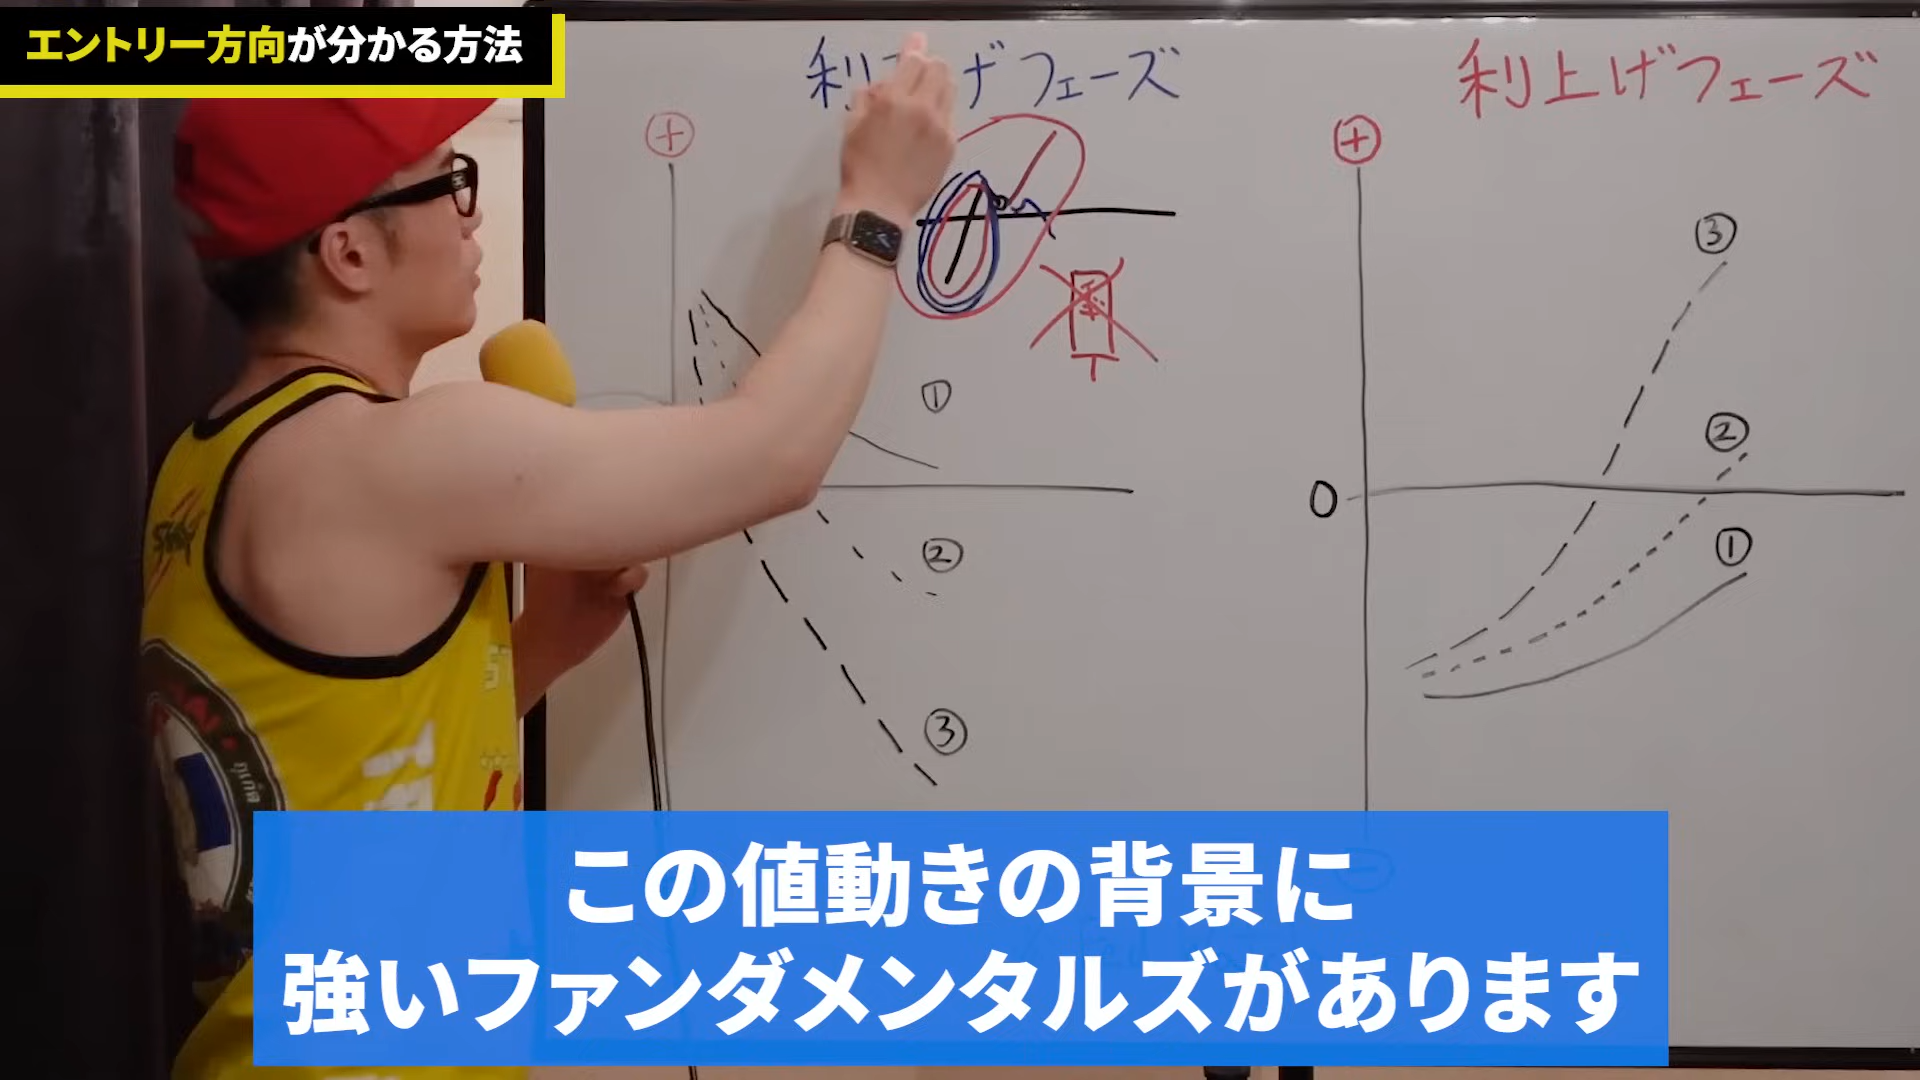 エントリー方向が分かる方法
利下げフェーズ
利上げフェーズ
+
+
①
②
③
0
③
②
①
この値動きの背景に
強いファンダメンタルズがあります